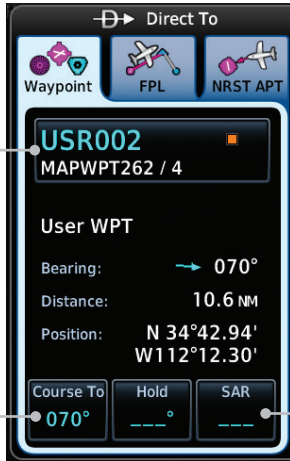 Direct To
Waypoint FPL NRST APT
USR002
MAPWPT262 / 4
User WPT
Bearing: 070°
Distance: 10.6 NM
Position: N 34°42.94'
W112°12.30'
Course To Hold SAR
070° ___° ___